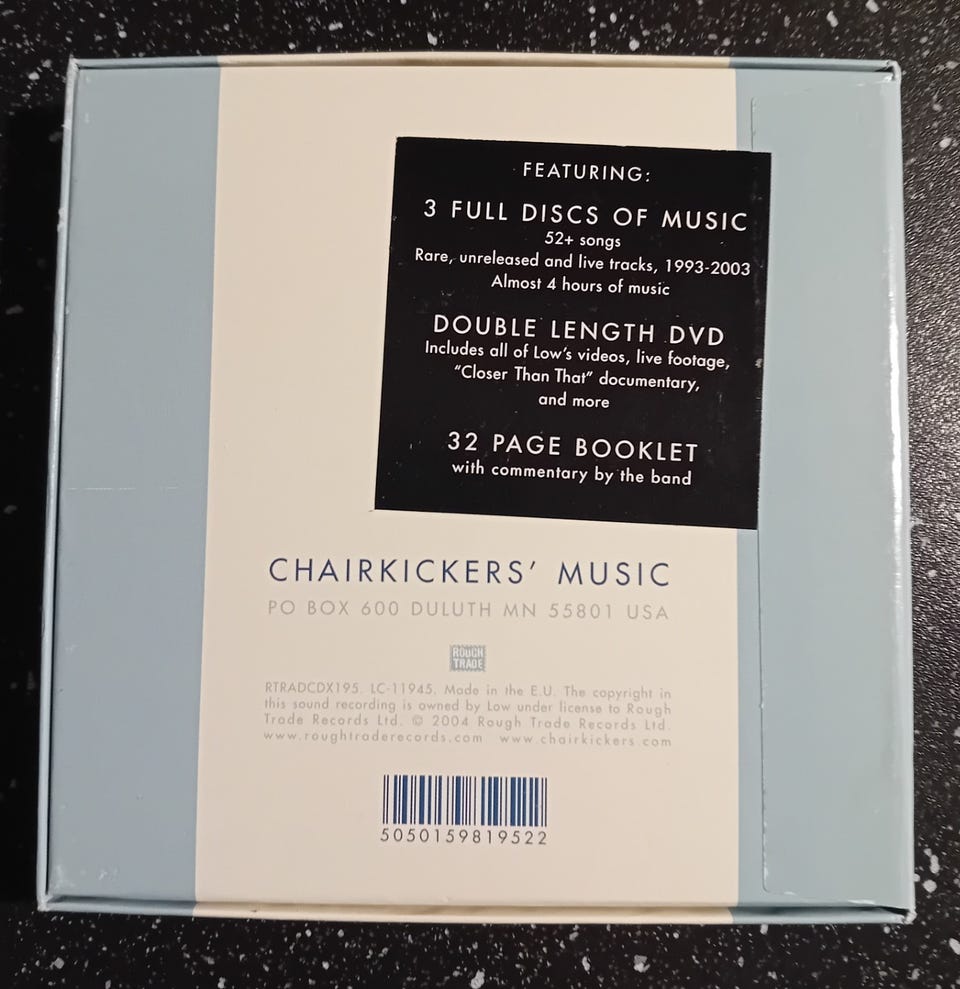 FEATURING:
3 FULL DISCS OF MUSIC
52+ songs
Rare, unreleased and live tracks, 1993-2003
Almost 4 hours of music
DOUBLE LENGTH DVD
Includes all of Low's videos, live footage,
"Closer Than That" documentary,
and more
32 PAGE BOOKLET
with commentary by the band
CHAIRKICKERS' MUSIC
PO BOX 600 DULUTH MN 55801 USA
ROUGH
TRADE
RTRADCDX195. LC-11945. Made in the E.U. The copyright in
this sound recording is owned by Low under license to Rough
Trade Records Ltd. © 2004 Rough Trade Records Ltd.
www.roughtraderecords.com www.chairkickers.com
5050159819522